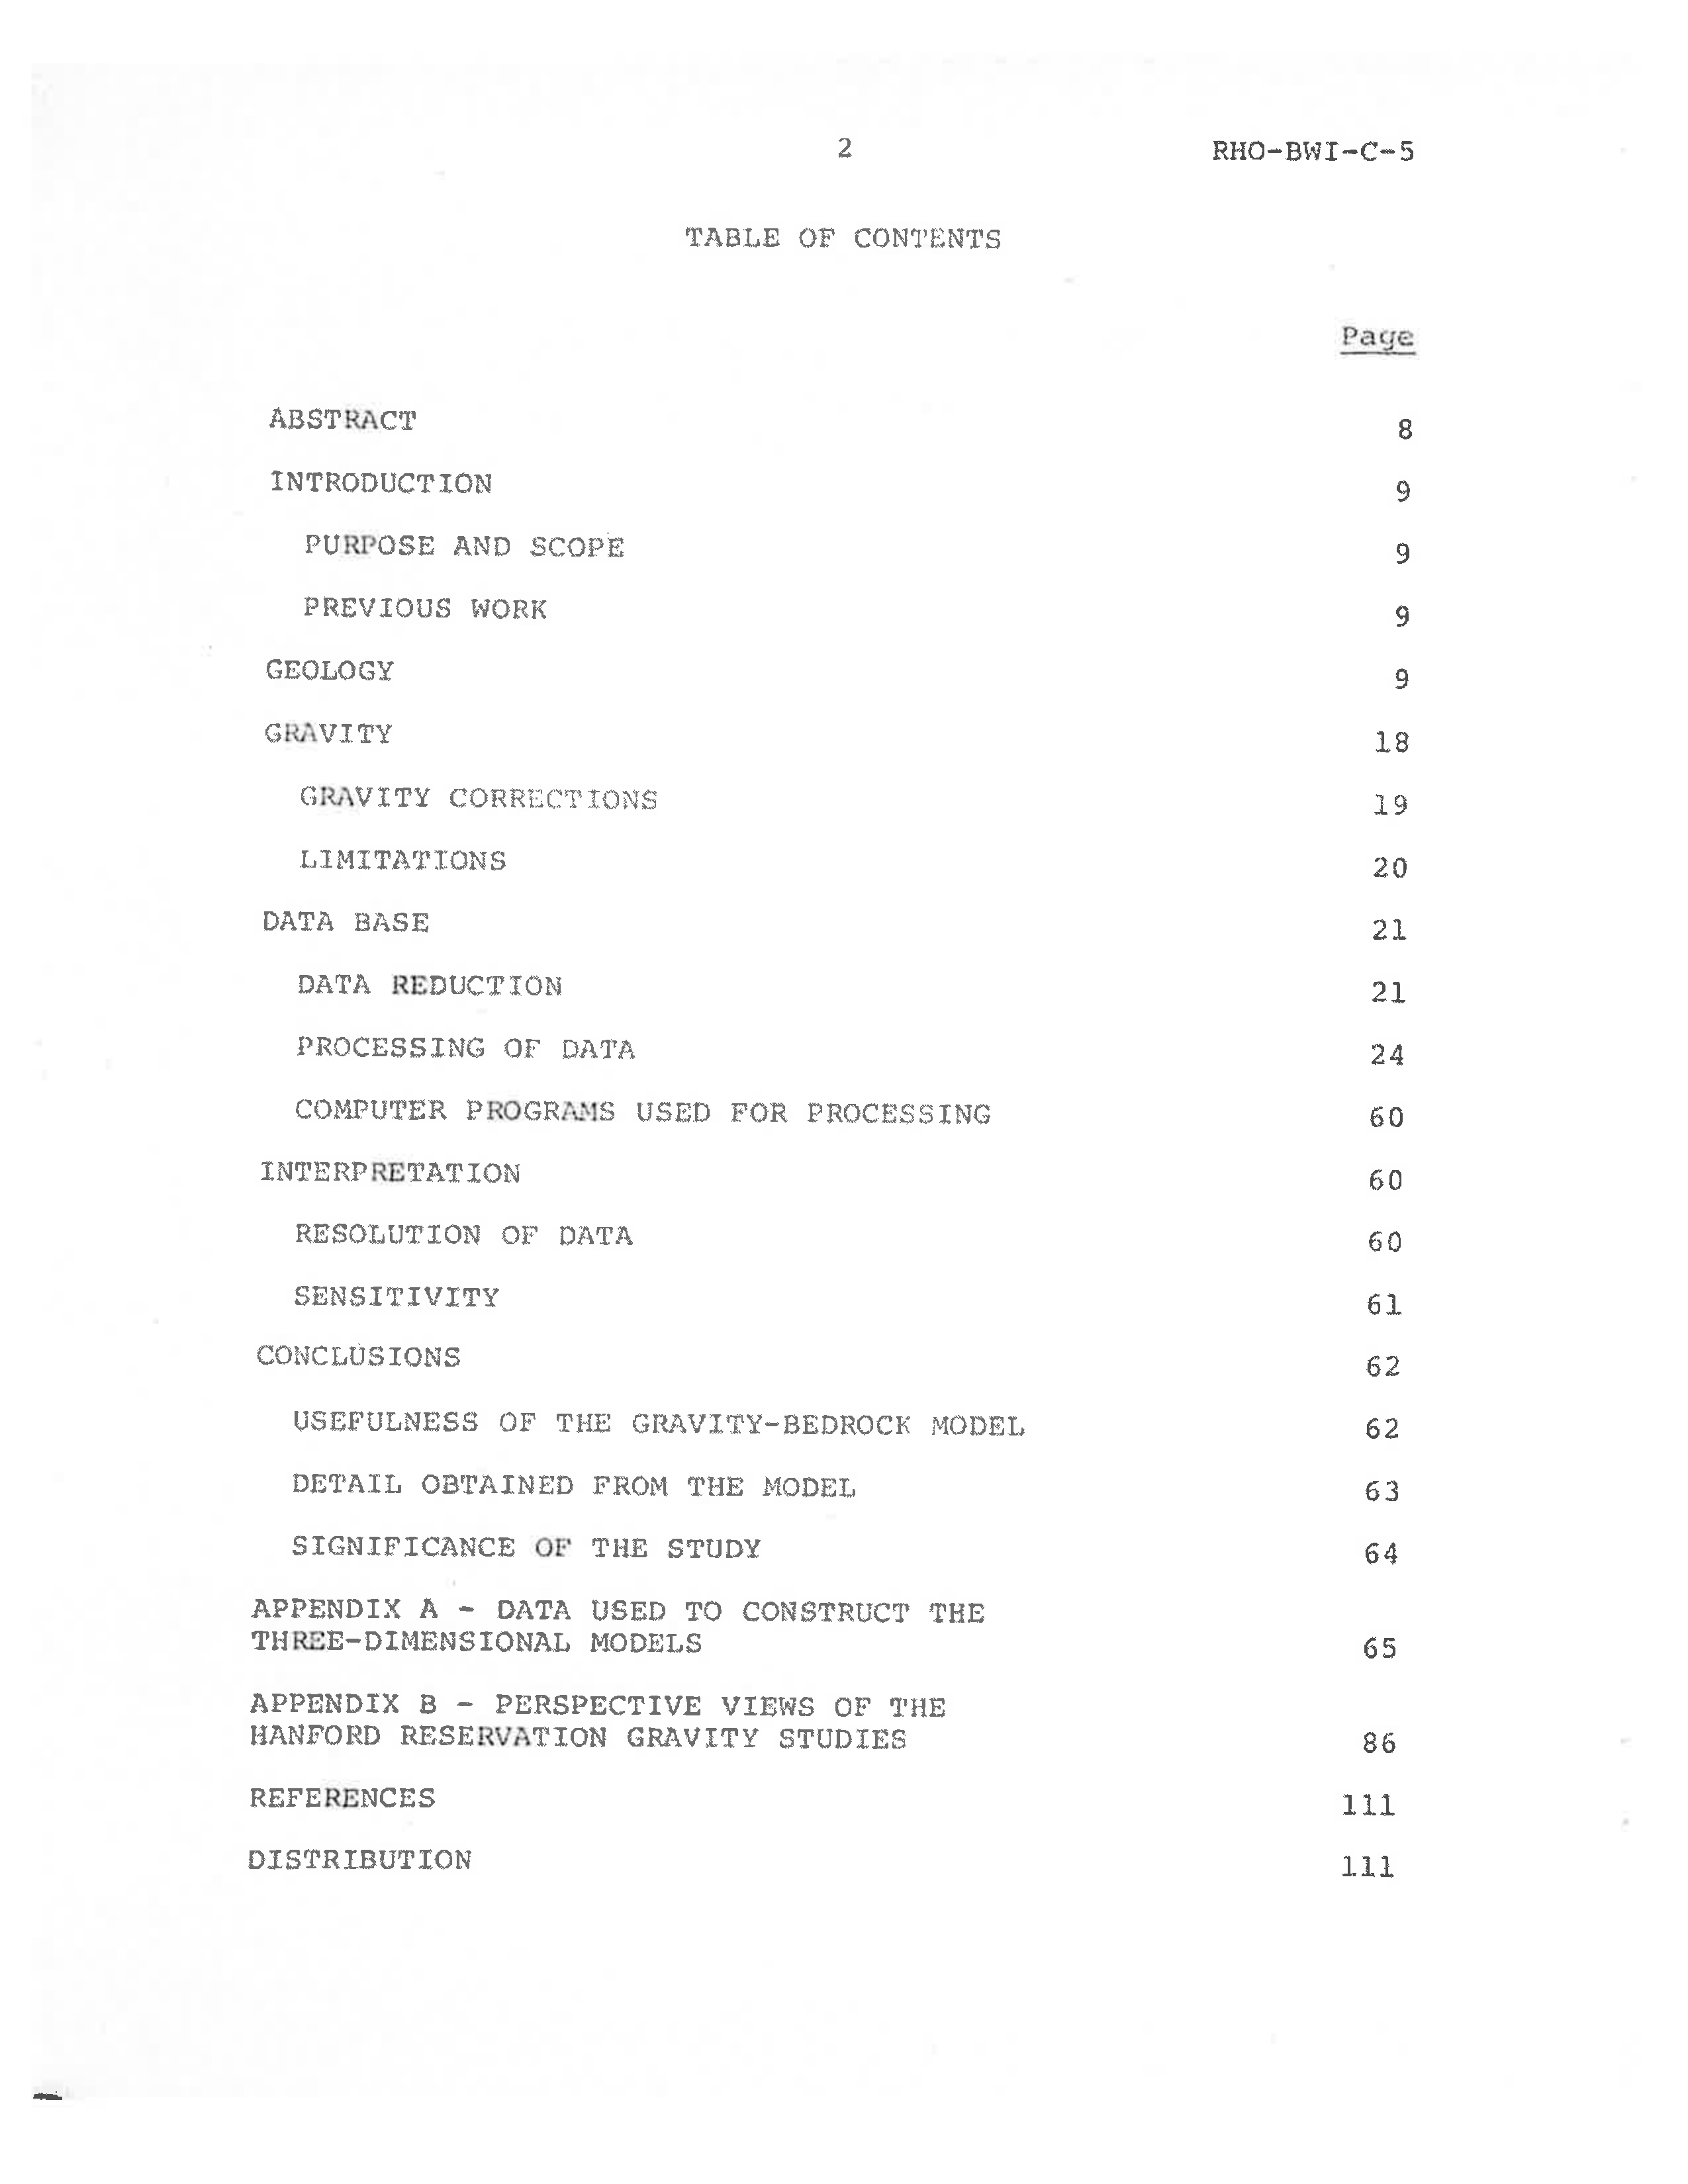 2 RHO-BWI-C-5
TABLE OF CONTENTS
Page
ABSTRACT 8
INTRODUCTION 9
PURPOSE AND SCOPE 9
PREVIOUS WORK 9
GEOLOGY 9
GRAVITY 18
GRAVITY CORRECTIONS 19
LIMITATIONS 20
DATA BASE 21
DATA REDUCTION 21
PROCESSING OF DATA 24
COMPUTER PROGRAMS USED FOR PROCESSING 60
INTERPRETATION 60
RESOLUTION OF DATA 60
SENSITIVITY 61
CONCLUSIONS 62
USEFULNESS OF THE GRAVITY-BEDROCK MODEL 62
DETAIL OBTAINED FROM THE MODEL 63
SIGNIFICANCE OF THE STUDY 64
APPENDIX A - DATA USED TO CONSTRUCT THE
THREE-DIMENSIONAL MODELS 65
APPENDIX B - PERSPECTIVE VIEWS OF THE
HANFORD RESERVATION GRAVITY STUDIES 86
REFERENCES 111
DISTRIBUTION 111